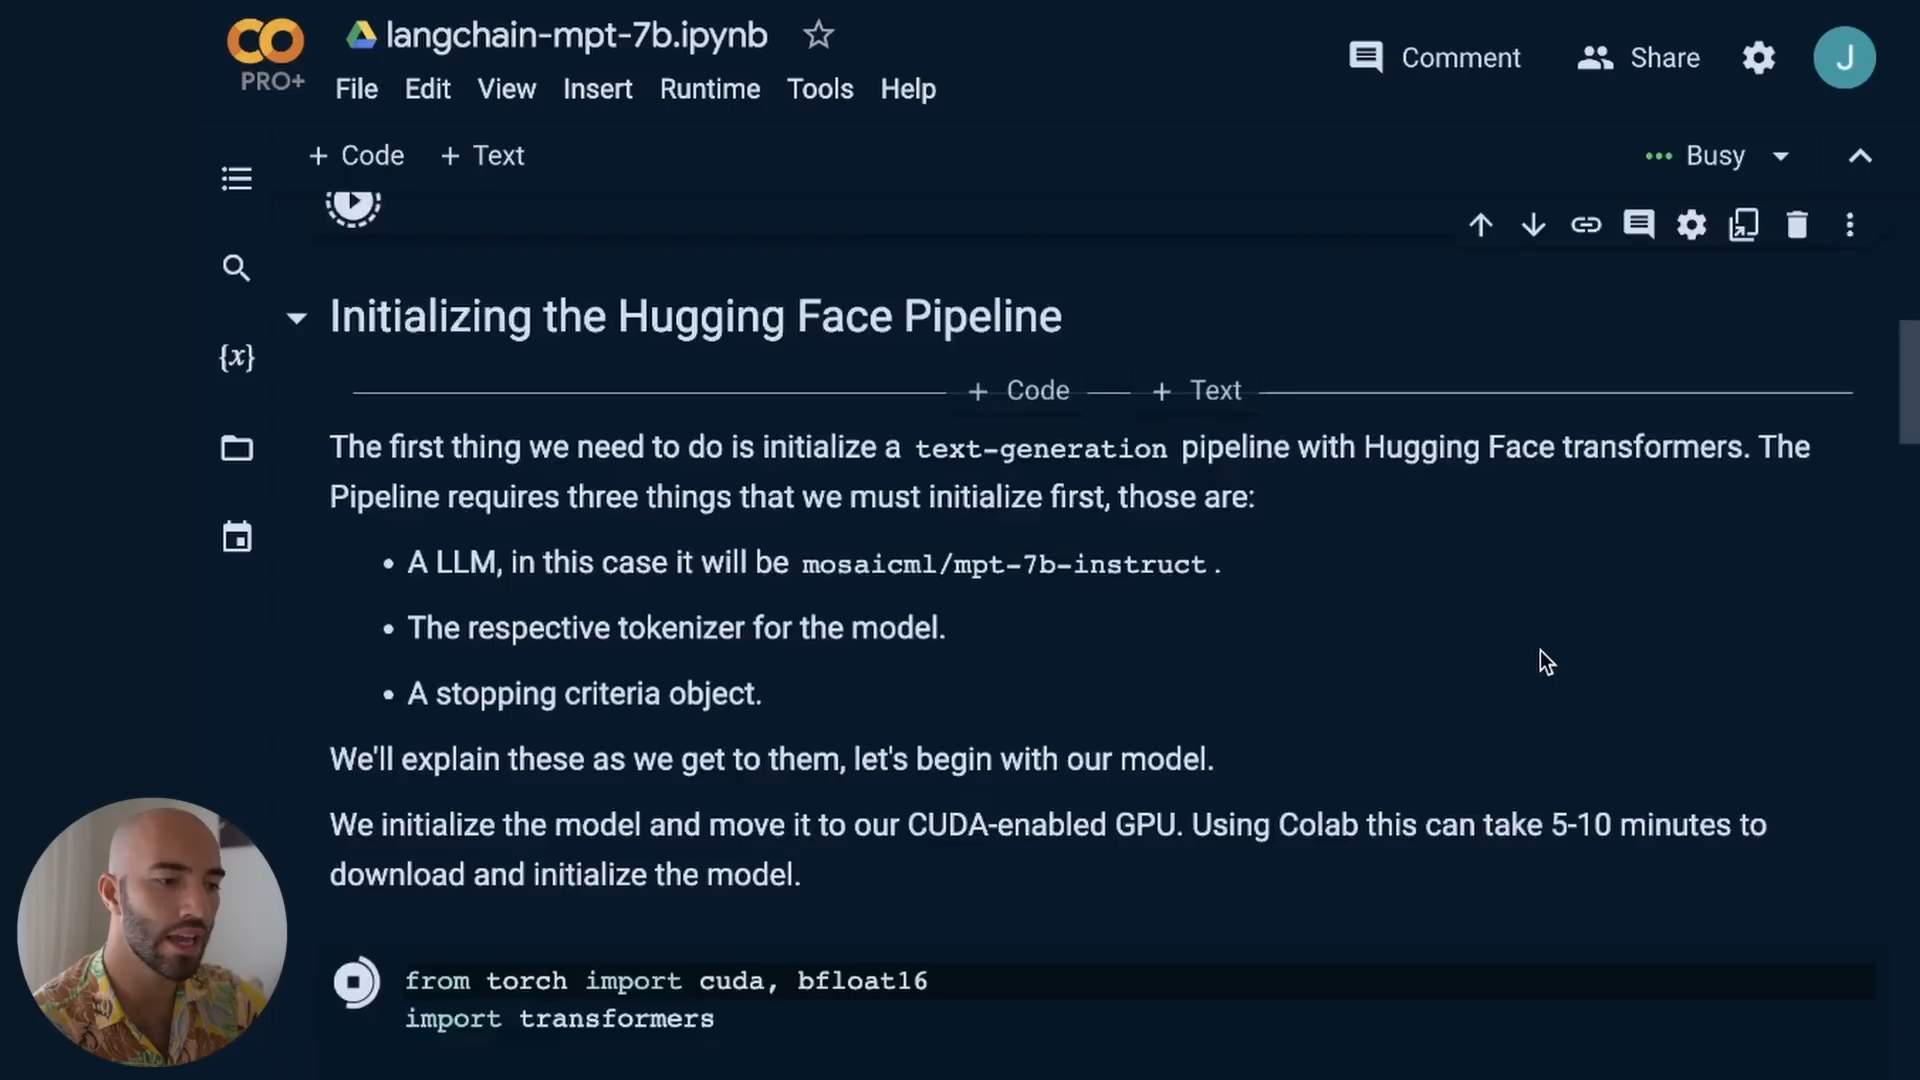 langchain-mpt-7b.ipynb
PRO+
File Edit View Insert Runtime Tools Help
Comment
Share
J
+ Code + Text
Busy
Initializing the Hugging Face Pipeline
+ Code + Text
{x}
The first thing we need to do is initialize a text-generation pipeline with Hugging Face transformers. The
Pipeline requires three things that we must initialize first, those are:
• A LLM, in this case it will be mosaicml/mpt-7b-instruct.
• The respective tokenizer for the model.
• A stopping criteria object.
We'll explain these as we get to them, let's begin with our model.
We initialize the model and move it to our CUDA-enabled GPU. Using Colab this can take 5-10 minutes to
download and initialize the model.
from torch import cuda, bfloat16
import transformers